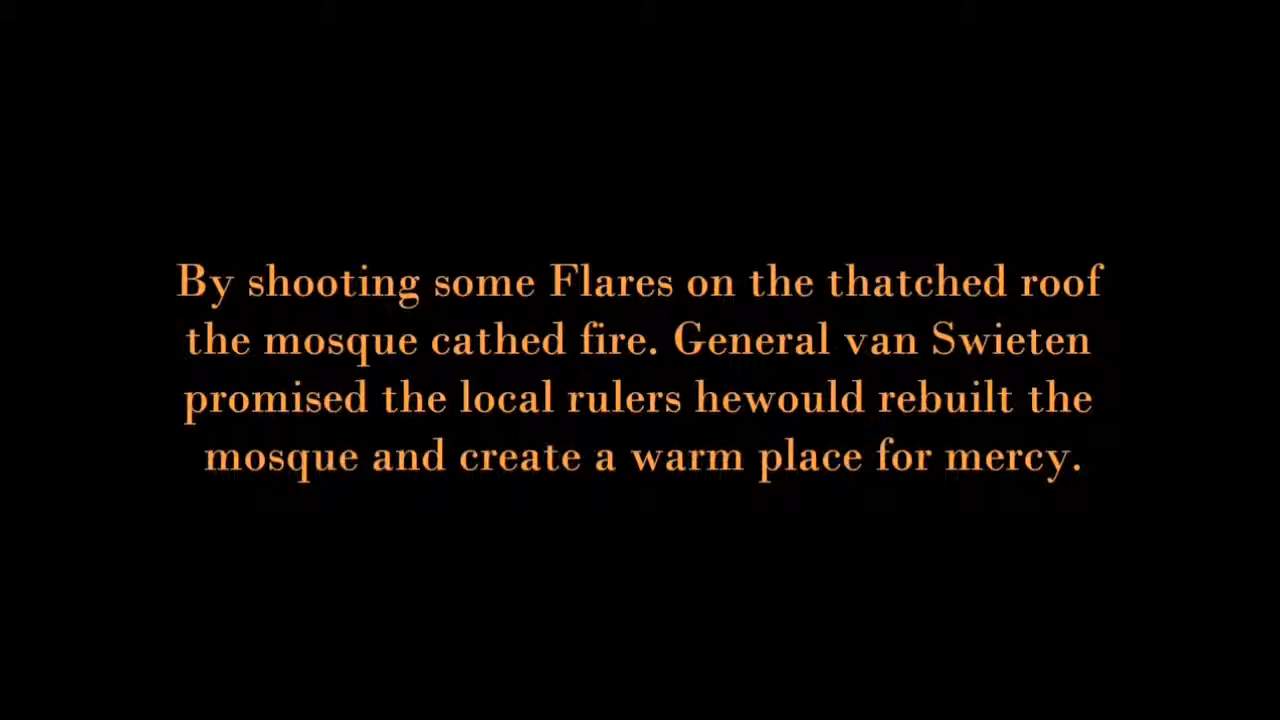 By shooting some Flares on the thatched roof
the mosque cathed fire. General van Swieten
promised the local rulers hewould rebuilt the
mosque and create a warm place for mercy.